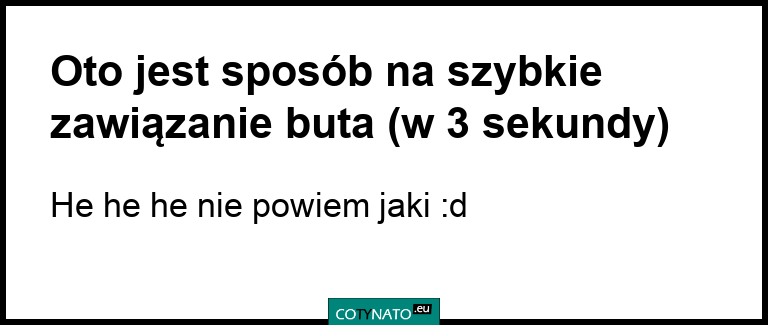 Oto jest sposób na szybkie
zawiązanie buta (w 3 sekundy)
He he he nie powiem jaki :d
COTYNATO.eu